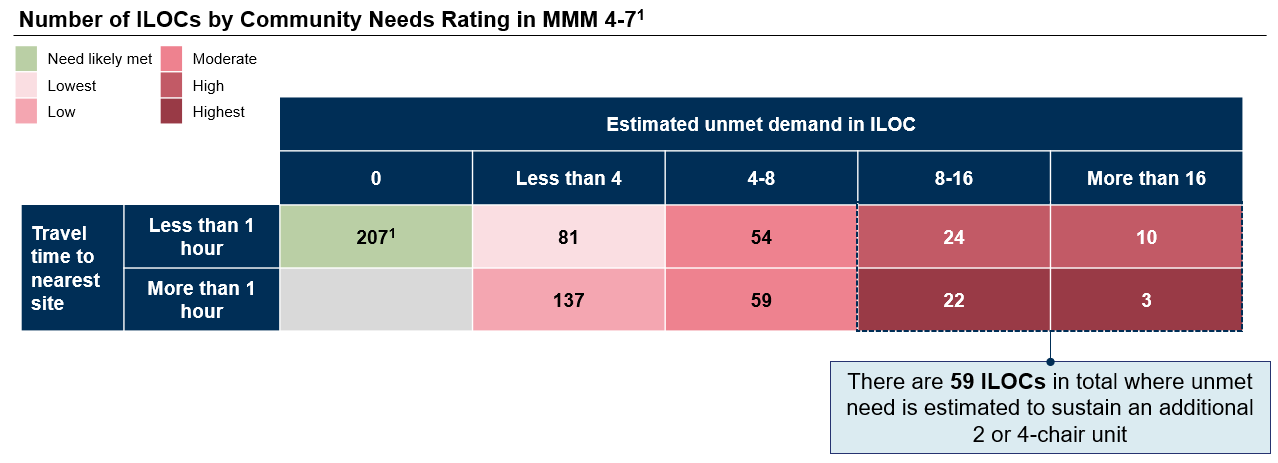 Number of ILOCs by Community Needs Rating in MMM 4-7¹
Need likely met
Moderate
Lowest
High
Low
Highest
Estimated unmet demand in ILOC
0
Less than 4
4-8
8-16
More than 16
Travel
time to
nearest
site
Less than 1
hour
207¹
81
54
24
10
More than 1
hour
137
59
22
3
There are 59 ILOCs in total where unmet
need is estimated to sustain an additional
2 or 4-chair unit